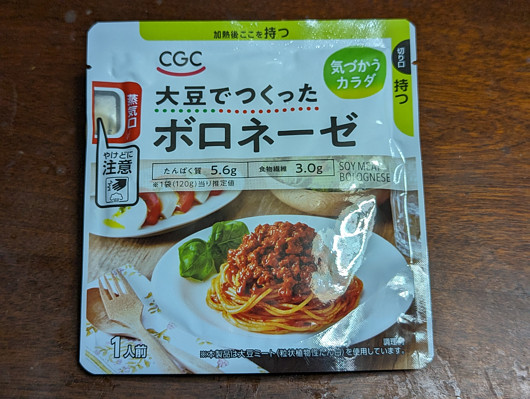 加熱後ここを持つ
切り口
持つ
CGC
気づかう
カラダ
大豆でつくった
ボロネーゼ
蒸気口
やけどに
注意
たんぱく質 5.6g 食物繊維 3.0g
※1袋(120g)当り推定値
SOY MEAT
BOLOGNESE
1人前
調理例
※本製品は大豆ミート(粒状植物性たん白)を使用しています。